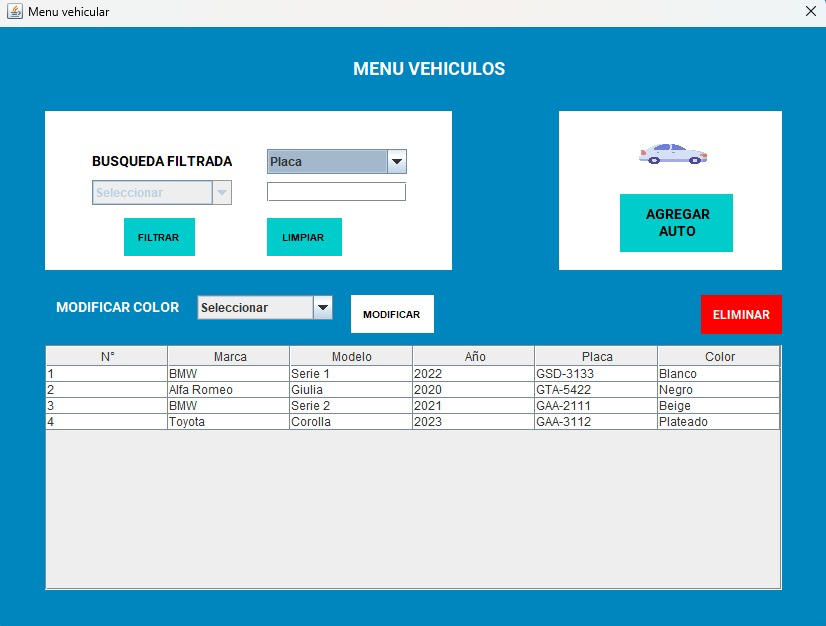 Menu vehicular
MENU VEHICULOS
BUSQUEDA FILTRADA
Placa
Seleccionar
FILTRAR
LIMPIAR
AGREGAR
AUTO
MODIFICAR COLOR
Seleccionar
MODIFICAR
ELIMINAR
N° Marca Modelo Año Placa Color
1 BMW Serie 1 2022 GSD-3133 Blanco
2 Alfa Romeo Giulia 2020 GTA-5422 Negro
3 BMW Serie 2 2021 GAA-2111 Beige
4 Toyota Corolla 2023 GAA-3112 Plateado